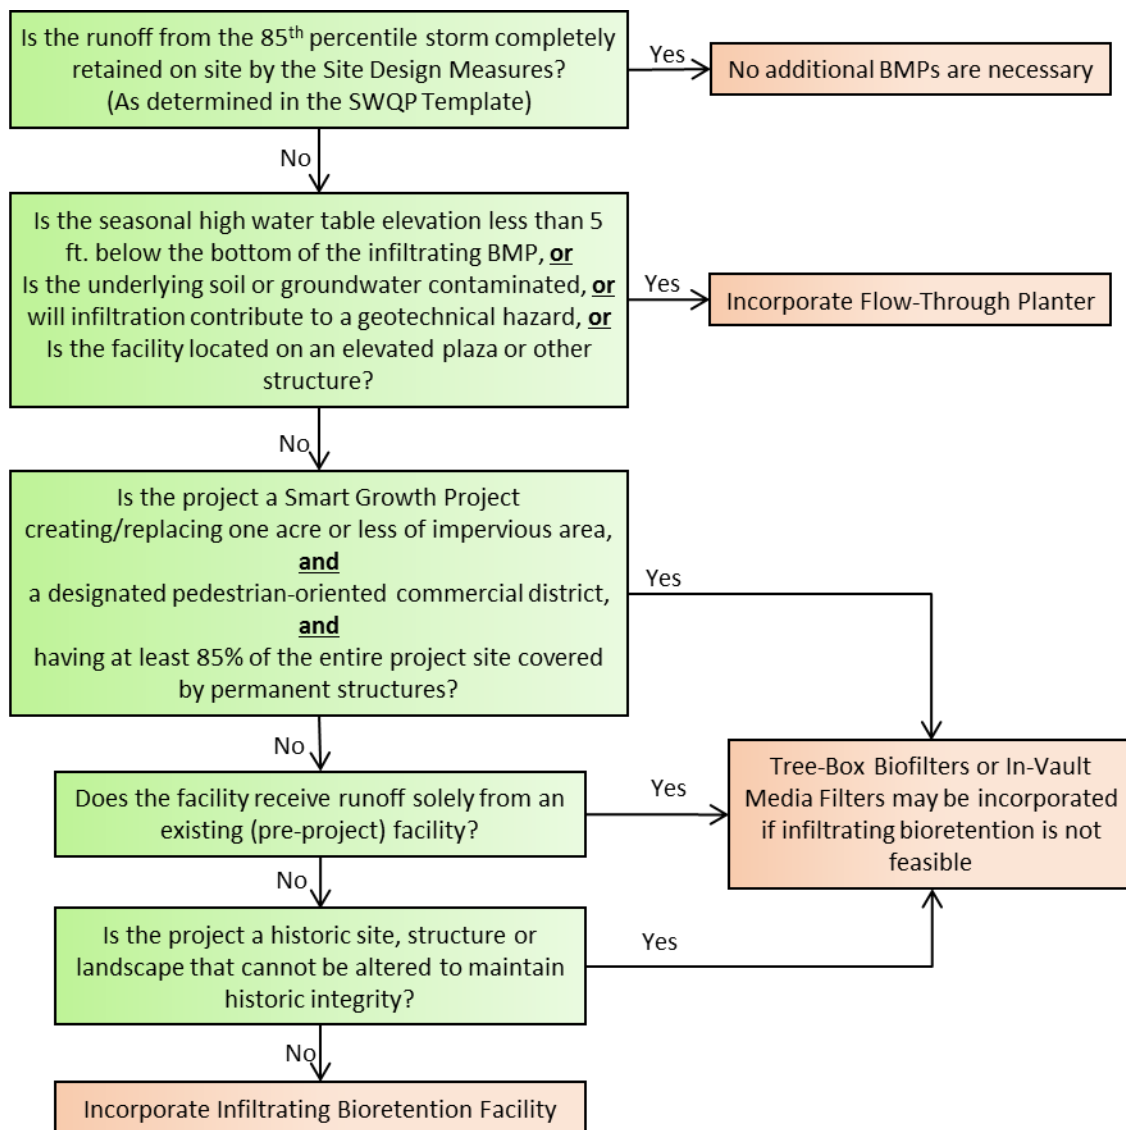 Is the runoff from the 85th percentile storm completely
retained on site by the Site Design Measures?
(As determined in the SWQP Template)
Yes
No additional BMPs are necessary
No
Is the seasonal high water table elevation less than 5
ft. below the bottom of the infiltrating BMP, or
Is the underlying soil or groundwater contaminated, or
will infiltration contribute to a geotechnical hazard, or
Is the facility located on an elevated plaza or other
structure?
Yes
Incorporate Flow-Through Planter
No
Is the project a Smart Growth Project
creating/replacing one acre or less of impervious area,
and
a designated pedestrian-oriented commercial district,
and
having at least 85% of the entire project site covered
by permanent structures?
Yes
No
Does the facility receive runoff solely from an
existing (pre-project) facility?
Yes
Tree-Box Biofilters or In-Vault
Media Filters may be incorporated
if infiltrating bioretention is not
feasible
No
Is the project a historic site, structure or
landscape that cannot be altered to maintain
historic integrity?
Yes
No
Incorporate Infiltrating Bioretention Facility